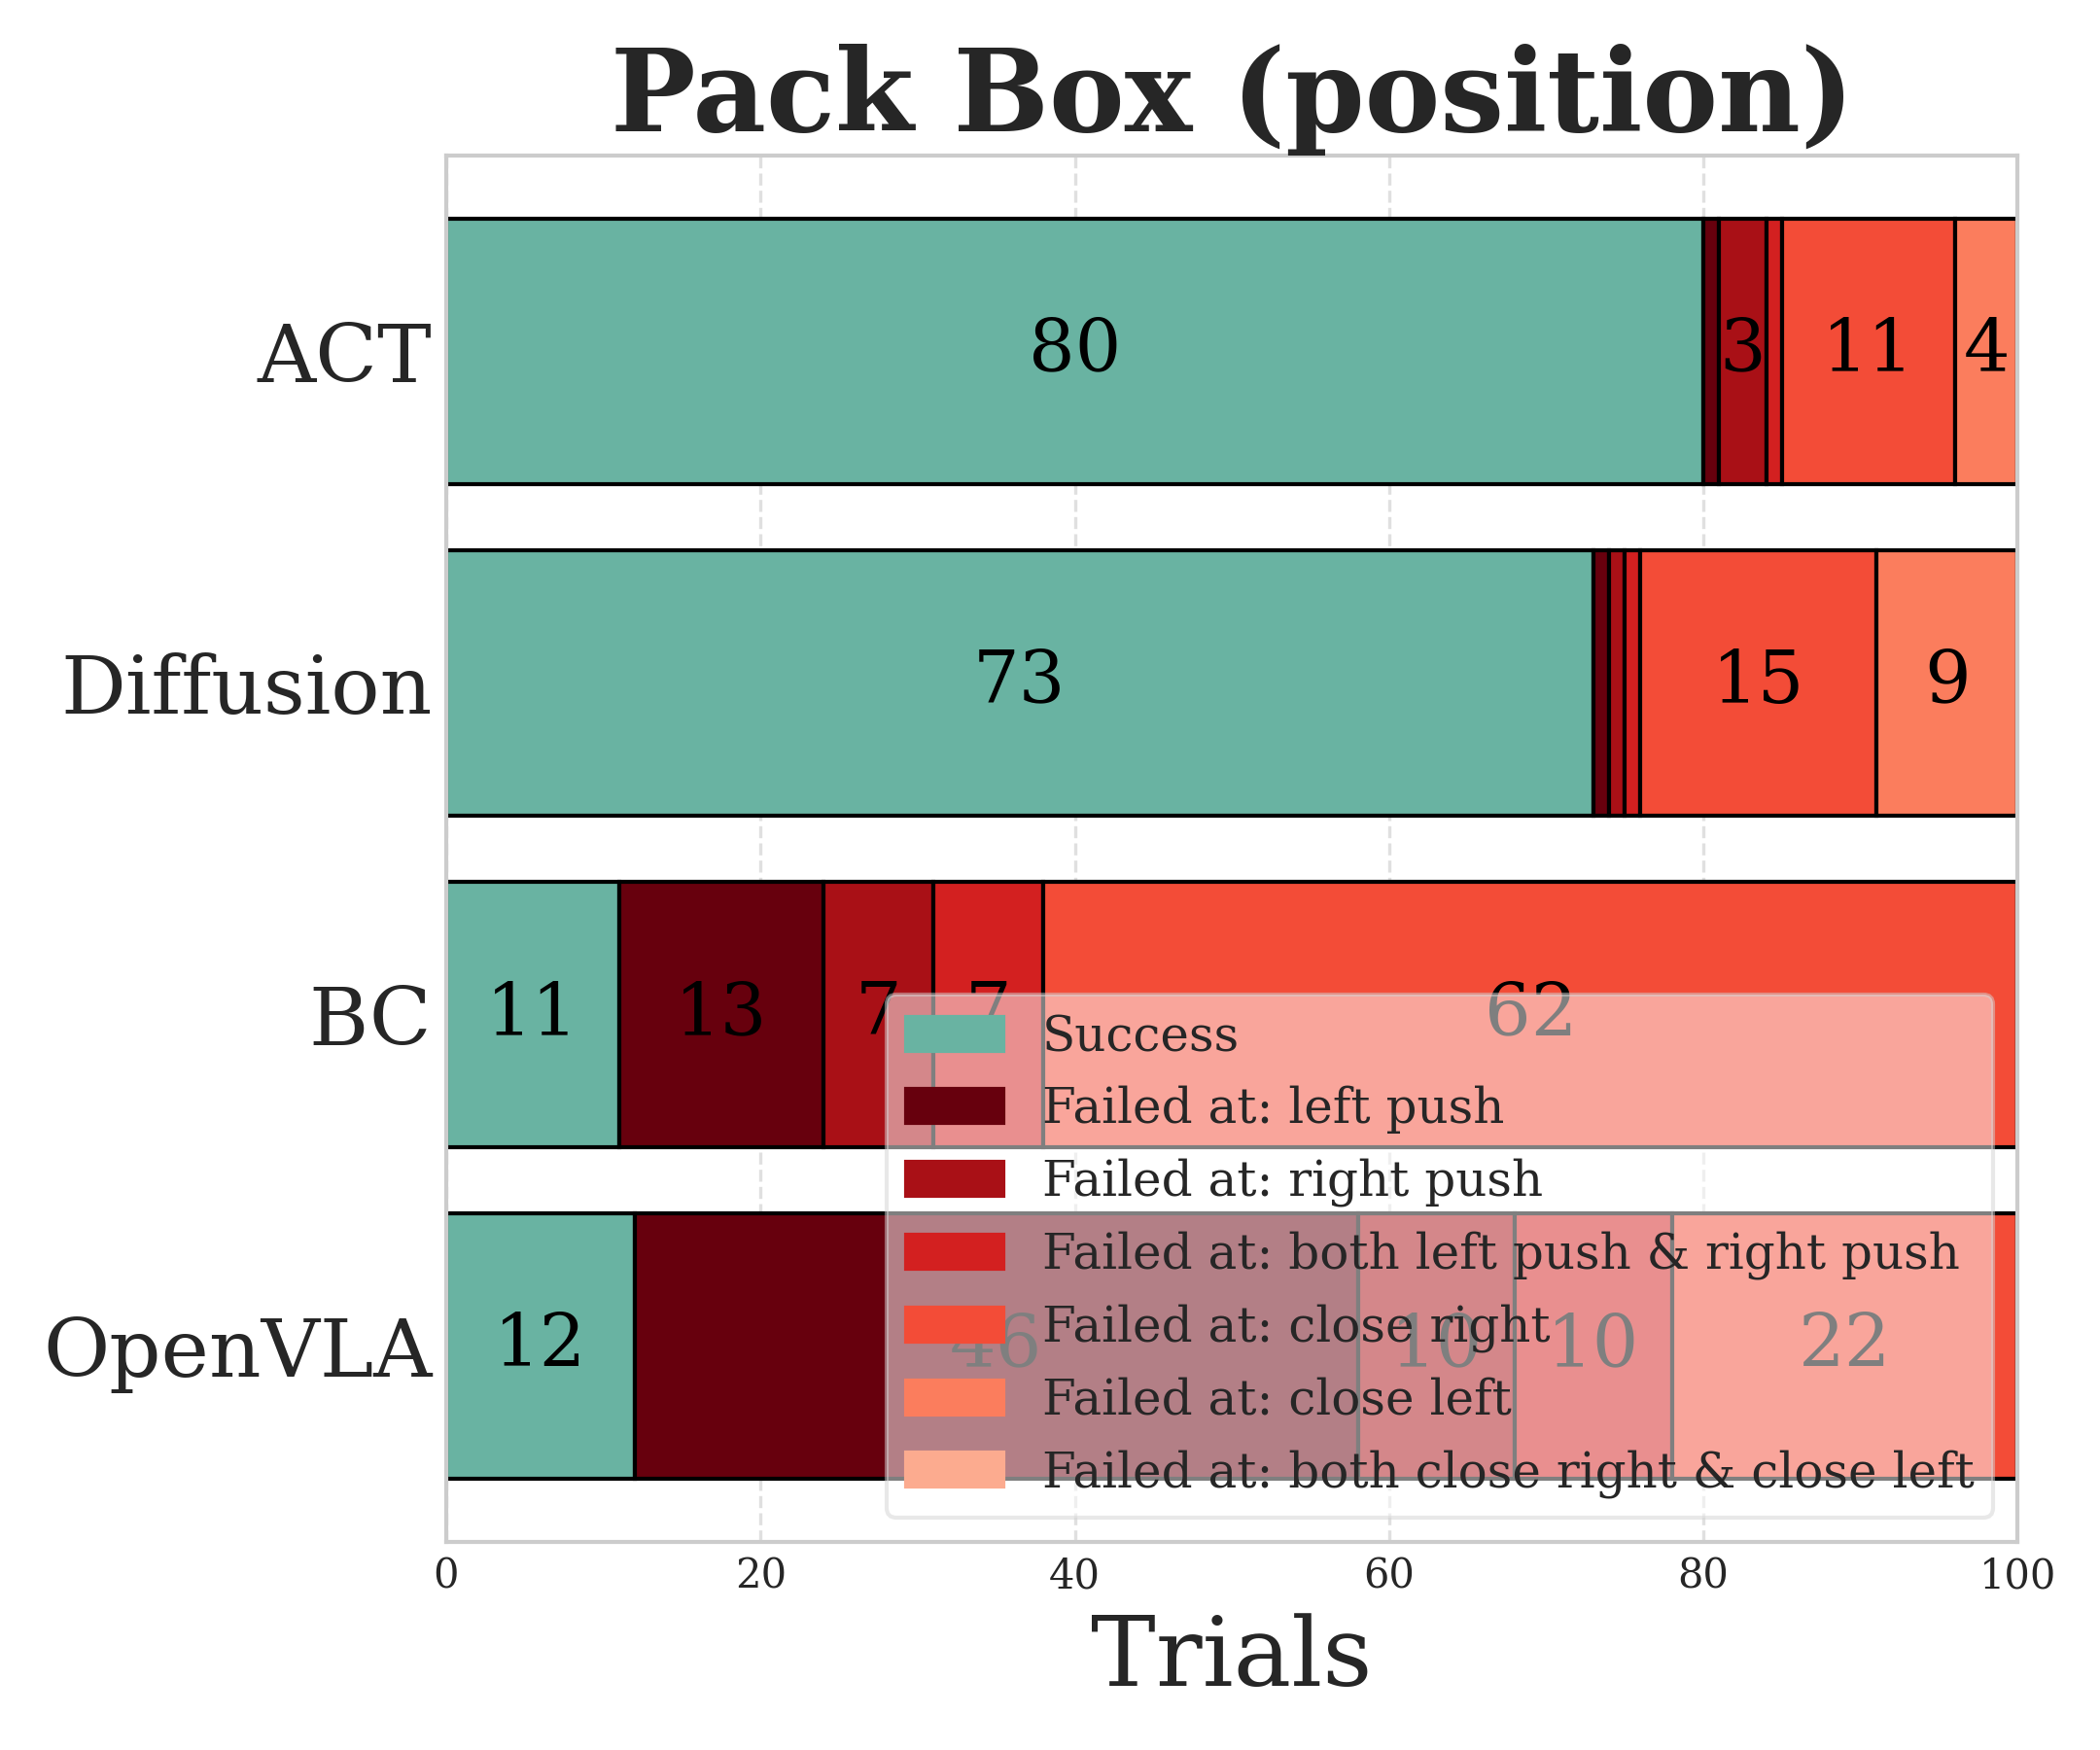 Pack Box (position)
ACT
80
3
11
4
Diffusion
73
15
9
BC
11
13
7
7
62
Success
Failed at: left push
Failed at: right push
Failed at: both left push & right push
Failed at: close right
Failed at: close left
Failed at: both close right & close left
OpenVLA
12
46
10
10
22
0
20
40
60
80
100
Trials